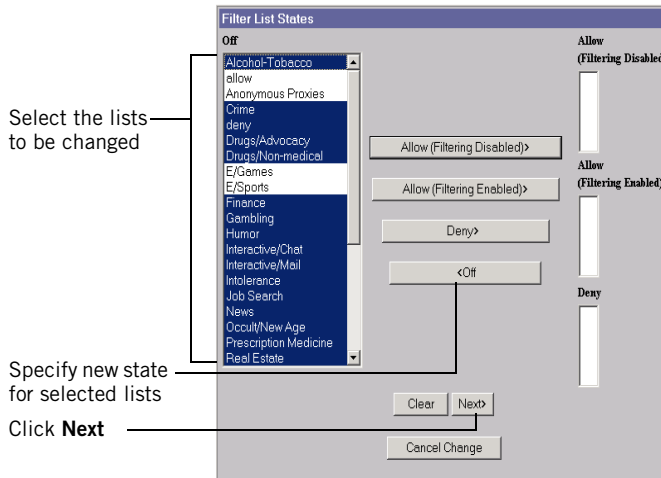 Filter List States
Off
Alcohol-Tobacco
allow
Anonymous Proxies
Crime
deny
Drugs/Advocacy
Drugs/Non-medical
E/Games
E/Sports
Finance
Gambling
Humor
Interactive/Chat
Interactive/Mail
Intolerance
Job Search
News
Occult/New Age
Prescription Medicine
Real Estate
Select the lists
to be changed
Specify new state
for selected lists
Click Next
Allow (Filtering Disabled)>
Allow (Filtering Enabled)>
Deny>
<Off
Clear
Next>
Cancel Change
Allow
(Filtering Disabled
Allow
(Filtering Enabled)
Deny